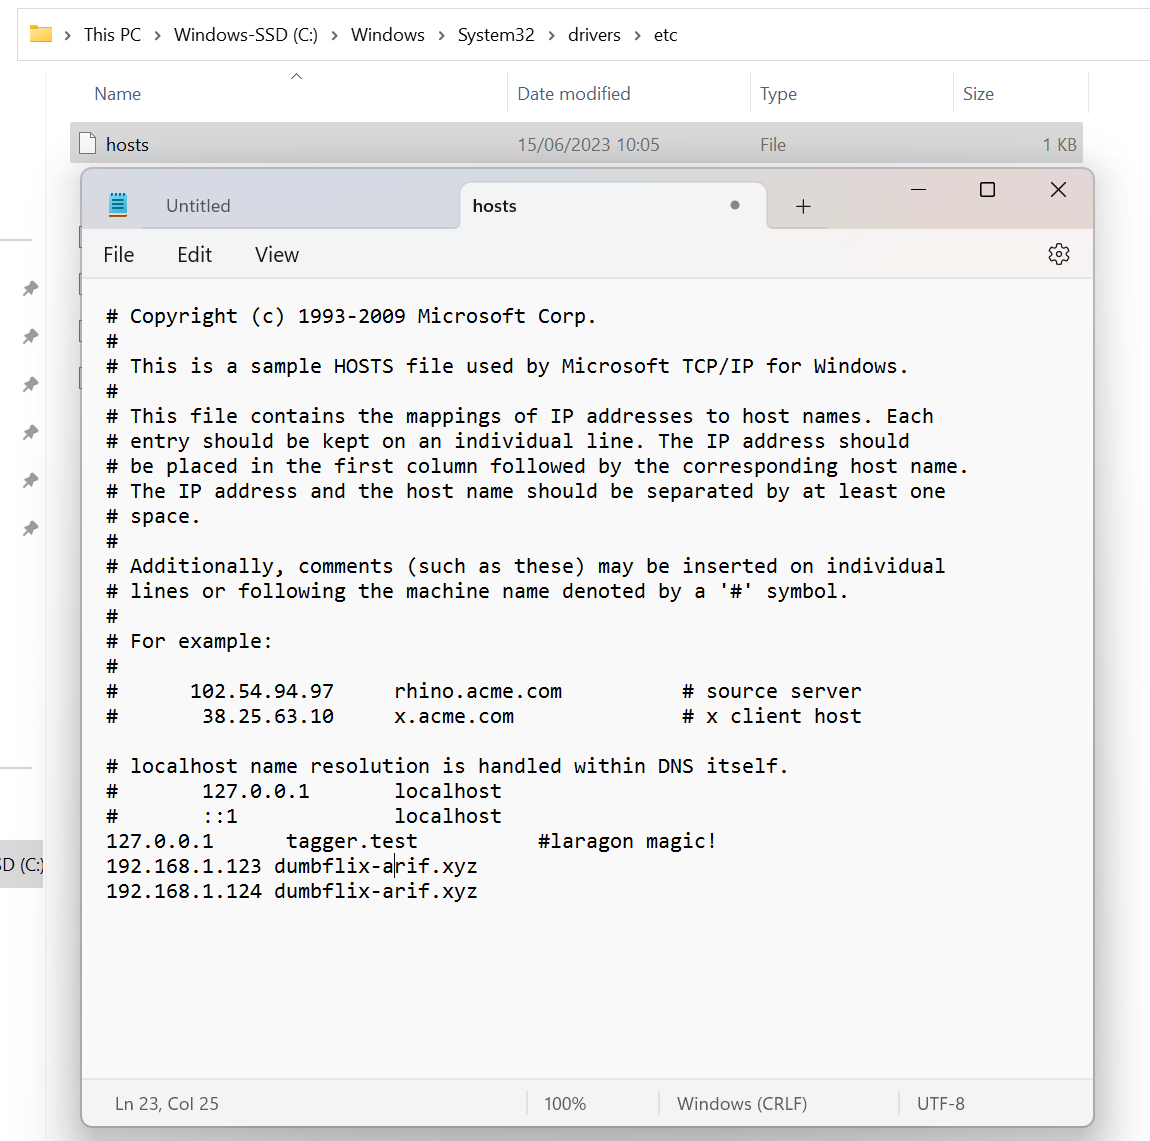 This PC > Windows-SSD (C:) > Windows > System32 > drivers > etc
Name Date modified Type Size
hosts 15/06/2023 10:05 File 1 KB
Untitled hosts
File Edit View
# Copyright (c) 1993-2009 Microsoft Corp.
#
# This is a sample HOSTS file used by Microsoft TCP/IP for Windows.
#
# This file contains the mappings of IP addresses to host names. Each
# entry should be kept on an individual line. The IP address should
# be placed in the first column followed by the corresponding host name.
# The IP address and the host name should be separated by at least one
# space.
#
# Additionally, comments (such as these) may be inserted on individual
# lines or following the machine name denoted by a '#' symbol.
#
# For example:
#
#      102.54.94.97     rhino.acme.com          # source server
#       38.25.63.10     x.acme.com              # x client host

# localhost name resolution is handled within DNS itself.
#       127.0.0.1       localhost
#       ::1             localhost
127.0.0.1      tagger.test          #laragon magic!
192.168.1.123 dumbflix-arif.xyz
192.168.1.124 dumbflix-arif.xyz
SD (C:)
Ln 23, Col 25 100% Windows (CRLF) UTF-8